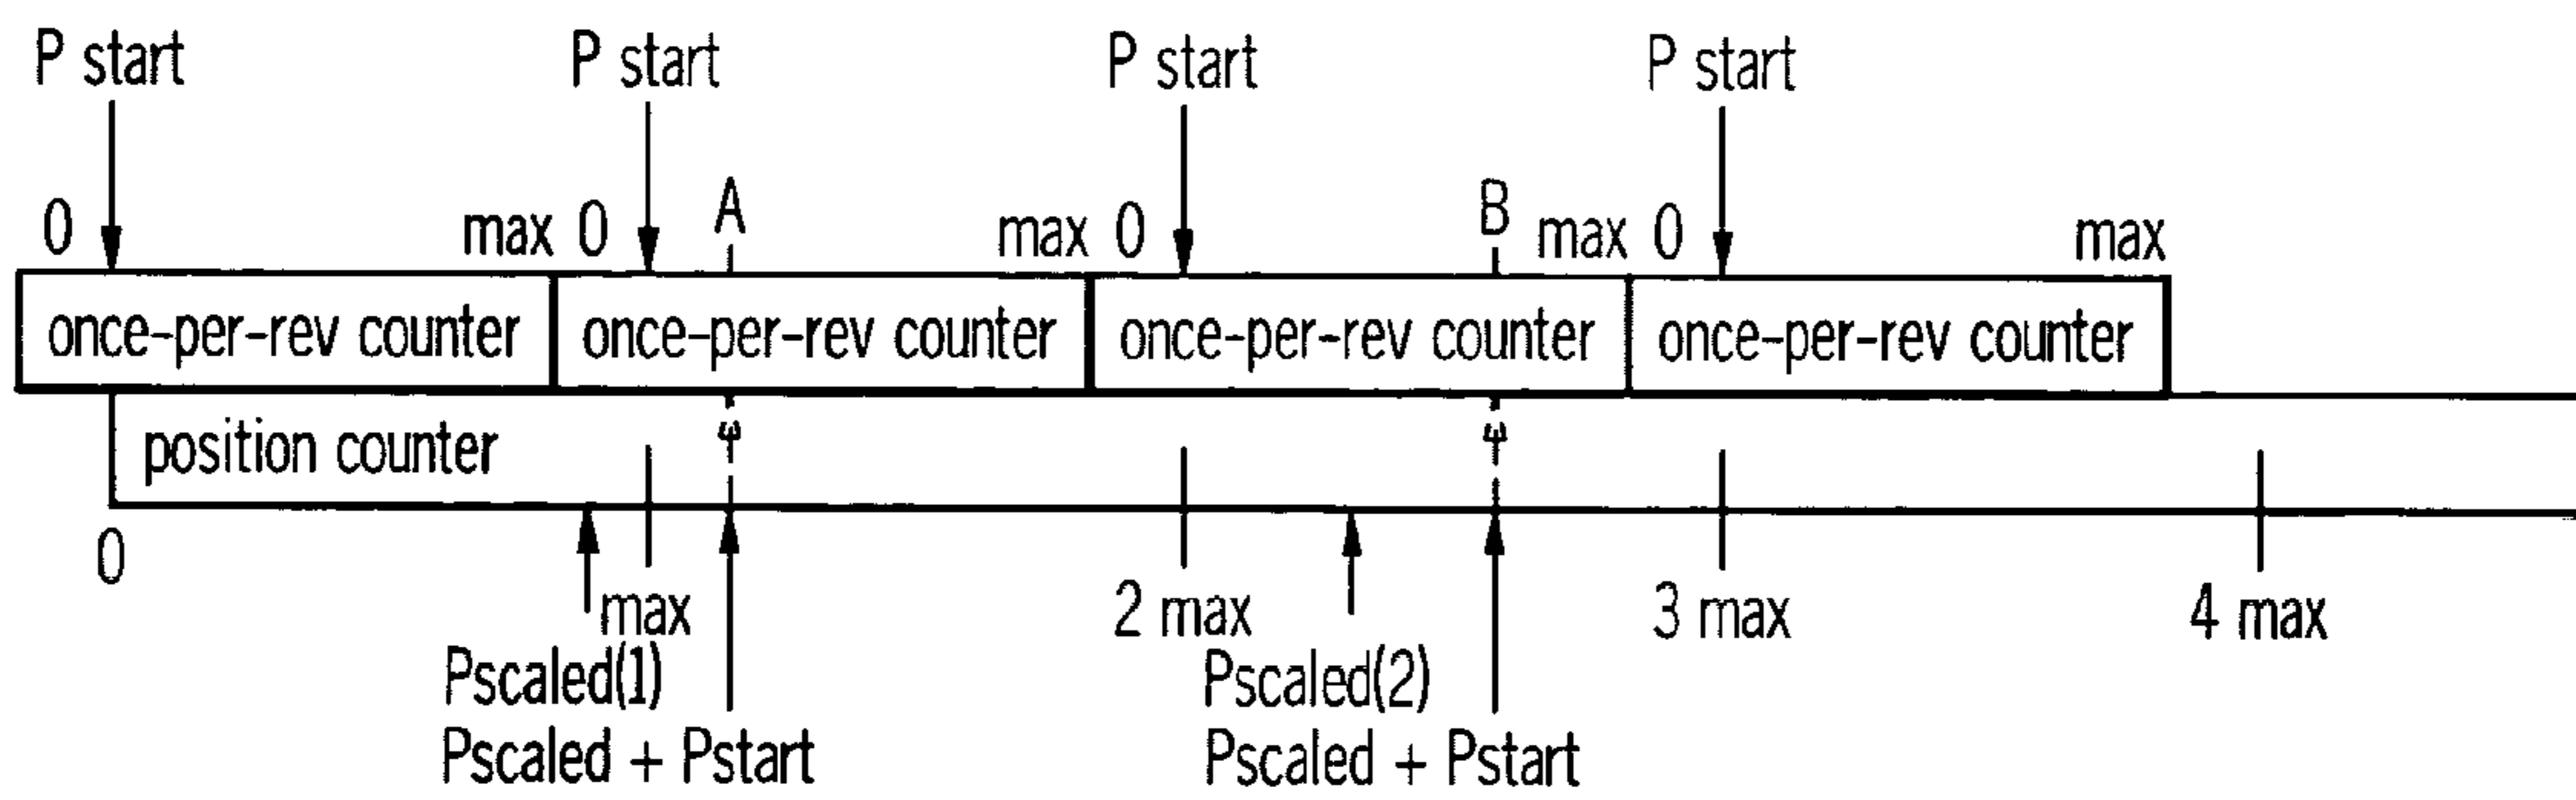 P start P start P start P start
0 max 0 A max 0 B max 0 max
once-per-rev counter once-per-rev counter once-per-rev counter once-per-rev counter
position counter ω ω
0 max 2 max 3 max 4 max
Pscaled(1) Pscaled(2)
Pscaled + Pstart Pscaled + Pstart